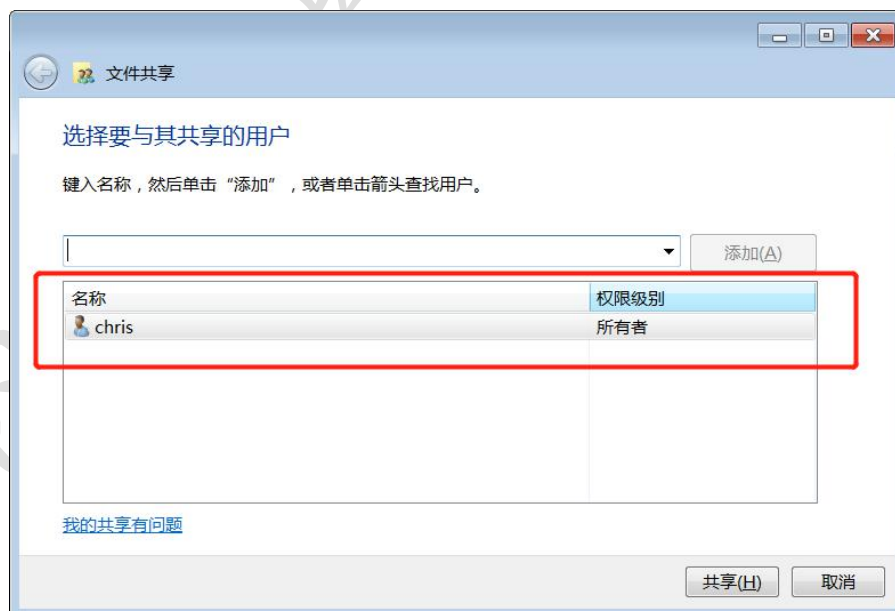 文件共享
选择要与其共享的用户
键入名称，然后单击“添加”，或者单击箭头查找用户。
添加(A)
名称 权限级别
chris 所有者
我的共享有问题
共享(H) 取消